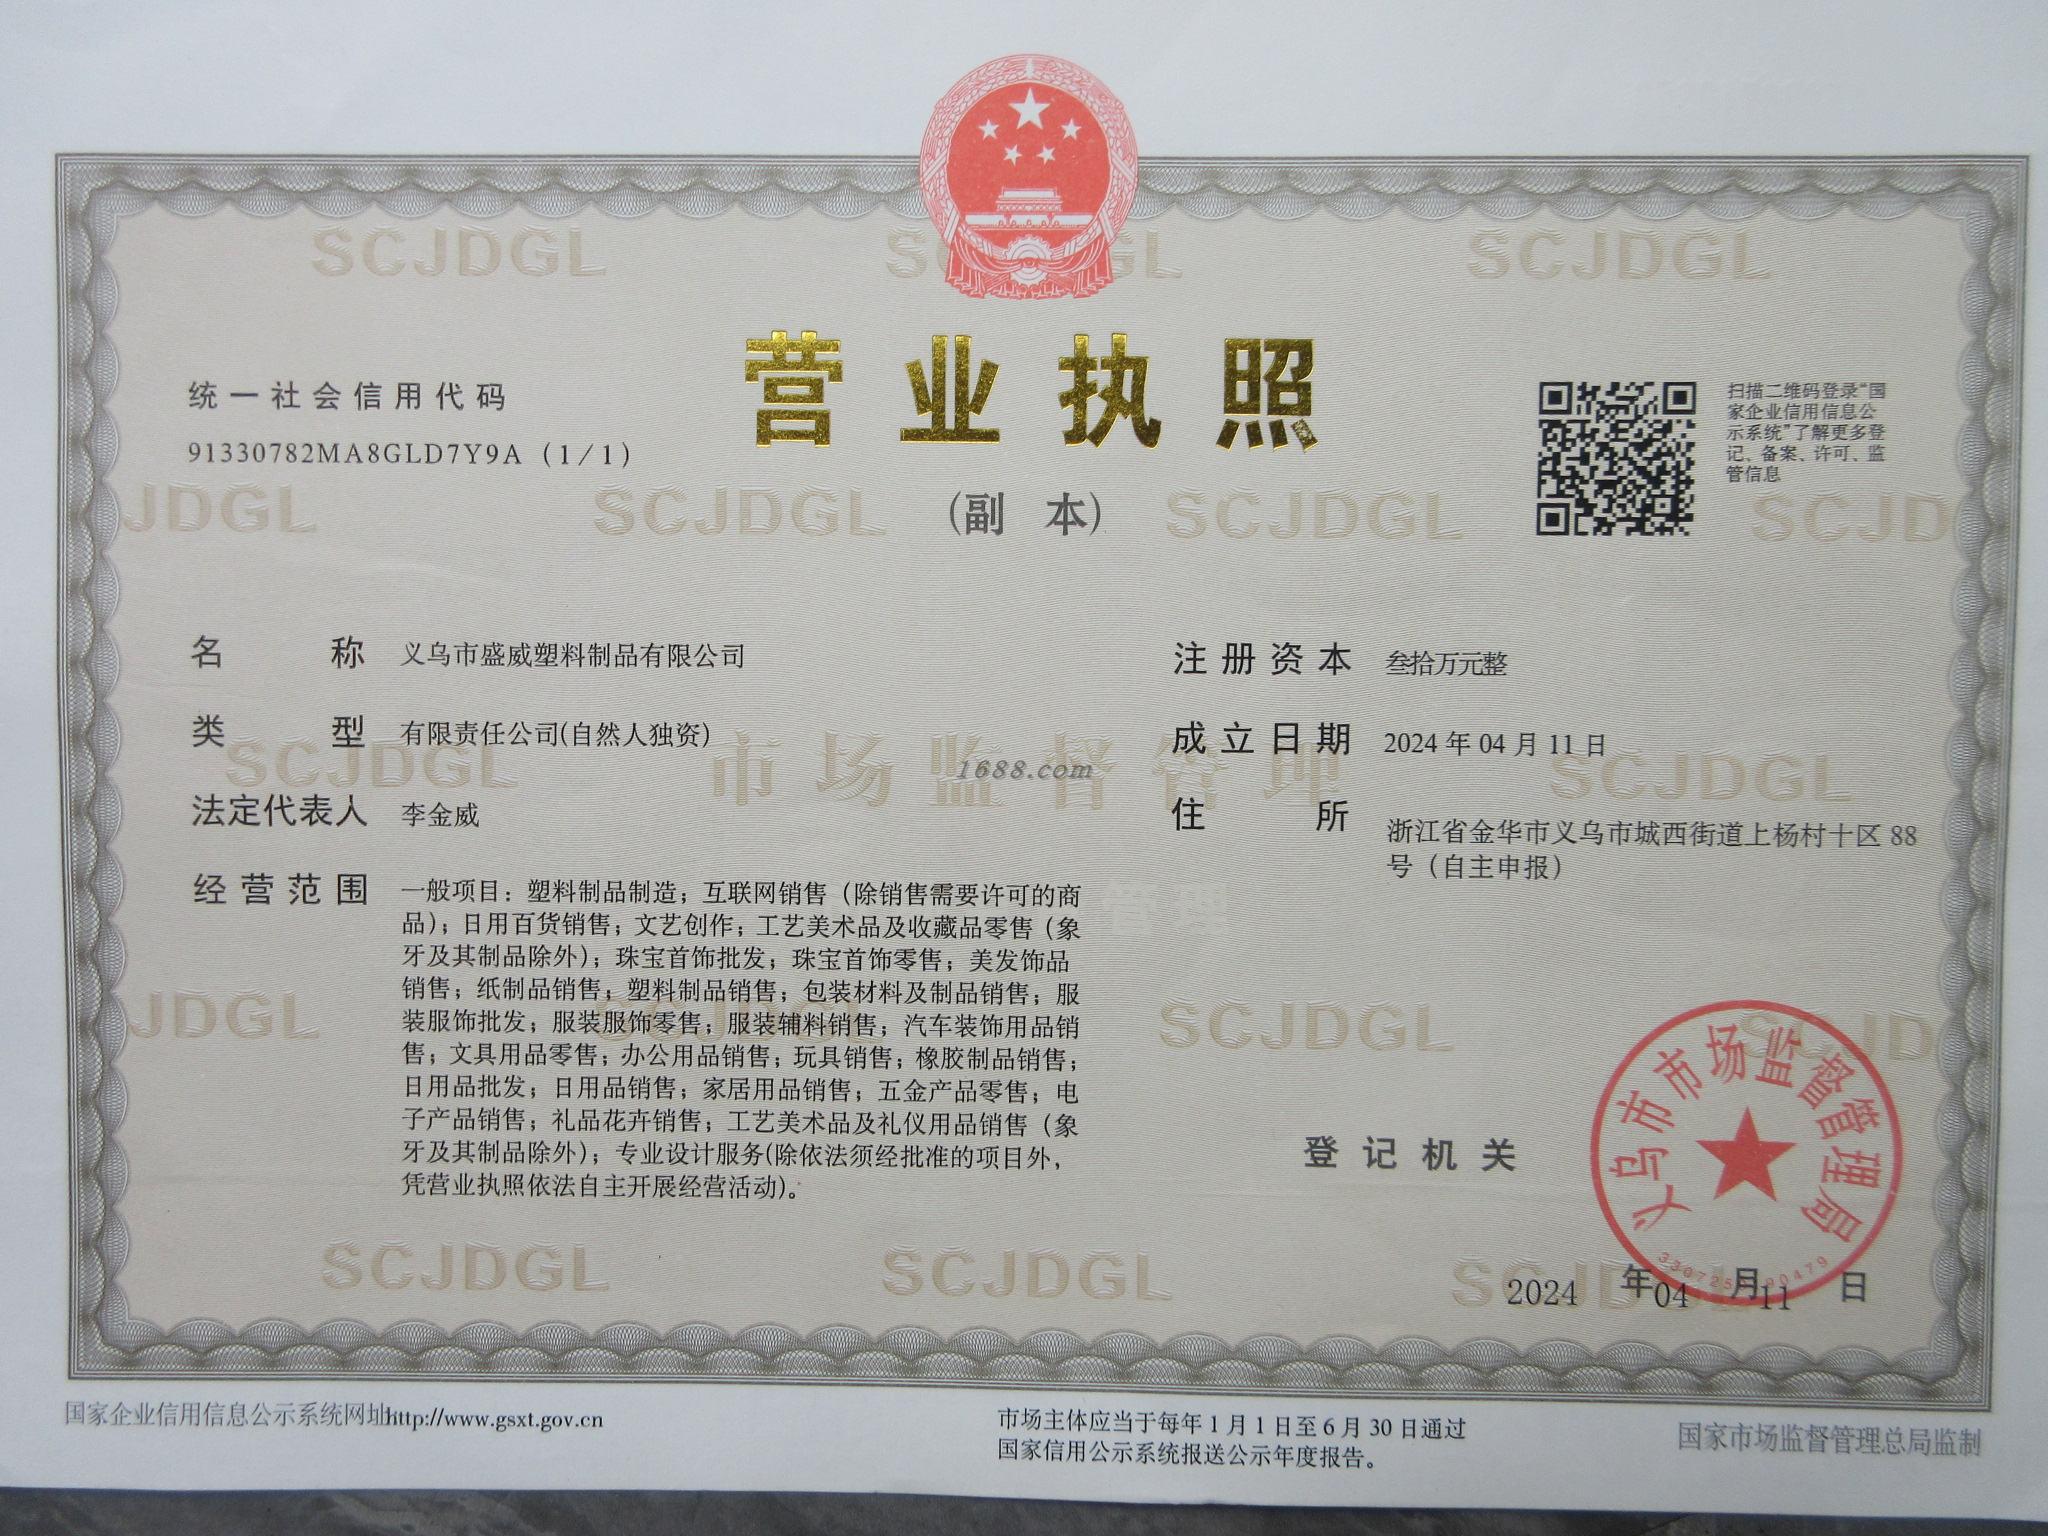 营业执照
（副 本）
统一社会信用代码
91330782MA8GLD7Y9A（1/1）
扫描二维码登录“国
家企业信用信息公
示系统”了解更多登
记、备案、许可、监
管信息
名称 义乌市盛威塑料制品有限公司
类型 有限责任公司(自然人独资)
法定代表人 李金威
经营范围 一般项目：塑料制品制造；互联网销售（除销售需要许可的商
品）；日用百货销售；文艺创作；工艺美术品及收藏品零售（象
牙及其制品除外）；珠宝首饰批发；珠宝首饰零售；美发饰品
销售；纸制品销售；塑料制品销售；包装材料及制品销售；服
装服饰批发；服装服饰零售；服装辅料销售；汽车装饰用品销
售；文具用品零售；办公用品销售；玩具销售；橡胶制品销售；
日用品批发；日用品销售；家居用品销售；五金产品零售；电
子产品销售；礼品花卉销售；工艺美术品及礼仪用品销售（象
牙及其制品除外）；专业设计服务(除依法须经批准的项目外，
凭营业执照依法自主开展经营活动)。
注册资本 叁拾万元整
成立日期 2024年04月11日
住所 浙江省金华市义乌市城西街道上杨村十区88
号（自主申报）
登记机关
义乌市市场监督管理局
2024年04月11日
SCJDGL
市场监督管理
1688.com
国家企业信用信息公示系统网址http://www.gsxt.gov.cn
市场主体应当于每年1月1日至6月30日通过
国家信用公示系统报送公示年度报告。
国家市场监督管理总局监制